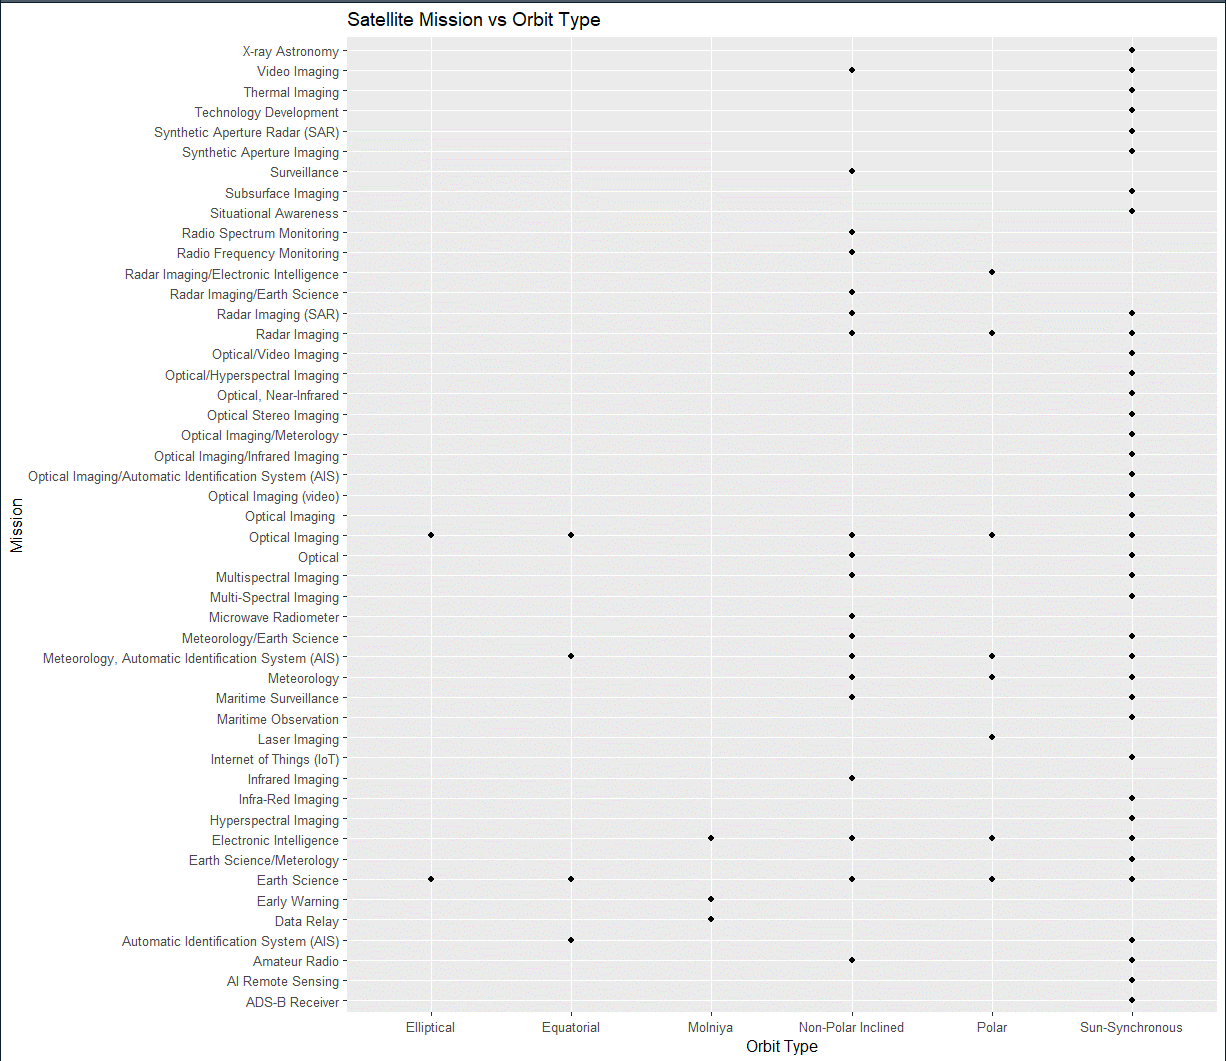 Satellite Mission vs Orbit Type
X-ray Astronomy
Video Imaging
Thermal Imaging
Technology Development
Synthetic Aperture Radar (SAR)
Synthetic Aperture Imaging
Surveillance
Subsurface Imaging
Situational Awareness
Radio Spectrum Monitoring
Radio Frequency Monitoring
Radar Imaging/Electronic Intelligence
Radar Imaging/Earth Science
Radar Imaging (SAR)
Radar Imaging
Optical/Video Imaging
Optical/Hyperspectral Imaging
Optical, Near-Infrared
Optical Stereo Imaging
Optical Imaging/Meterology
Optical Imaging/Infrared Imaging
Optical Imaging/Automatic Identification System (AIS)
Optical Imaging (video)
Optical Imaging
Optical Imaging
Optical
Multispectral Imaging
Multi-Spectral Imaging
Microwave Radiometer
Meteorology/Earth Science
Meteorology, Automatic Identification System (AIS)
Meteorology
Maritime Surveillance
Maritime Observation
Laser Imaging
Internet of Things (IoT)
Infrared Imaging
Infra-Red Imaging
Hyperspectral Imaging
Electronic Intelligence
Earth Science/Meterology
Earth Science
Early Warning
Data Relay
Automatic Identification System (AIS)
Amateur Radio
AI Remote Sensing
ADS-B Receiver
Mission
Elliptical Equatorial Molniya Non-Polar Inclined Polar Sun-Synchronous
Orbit Type